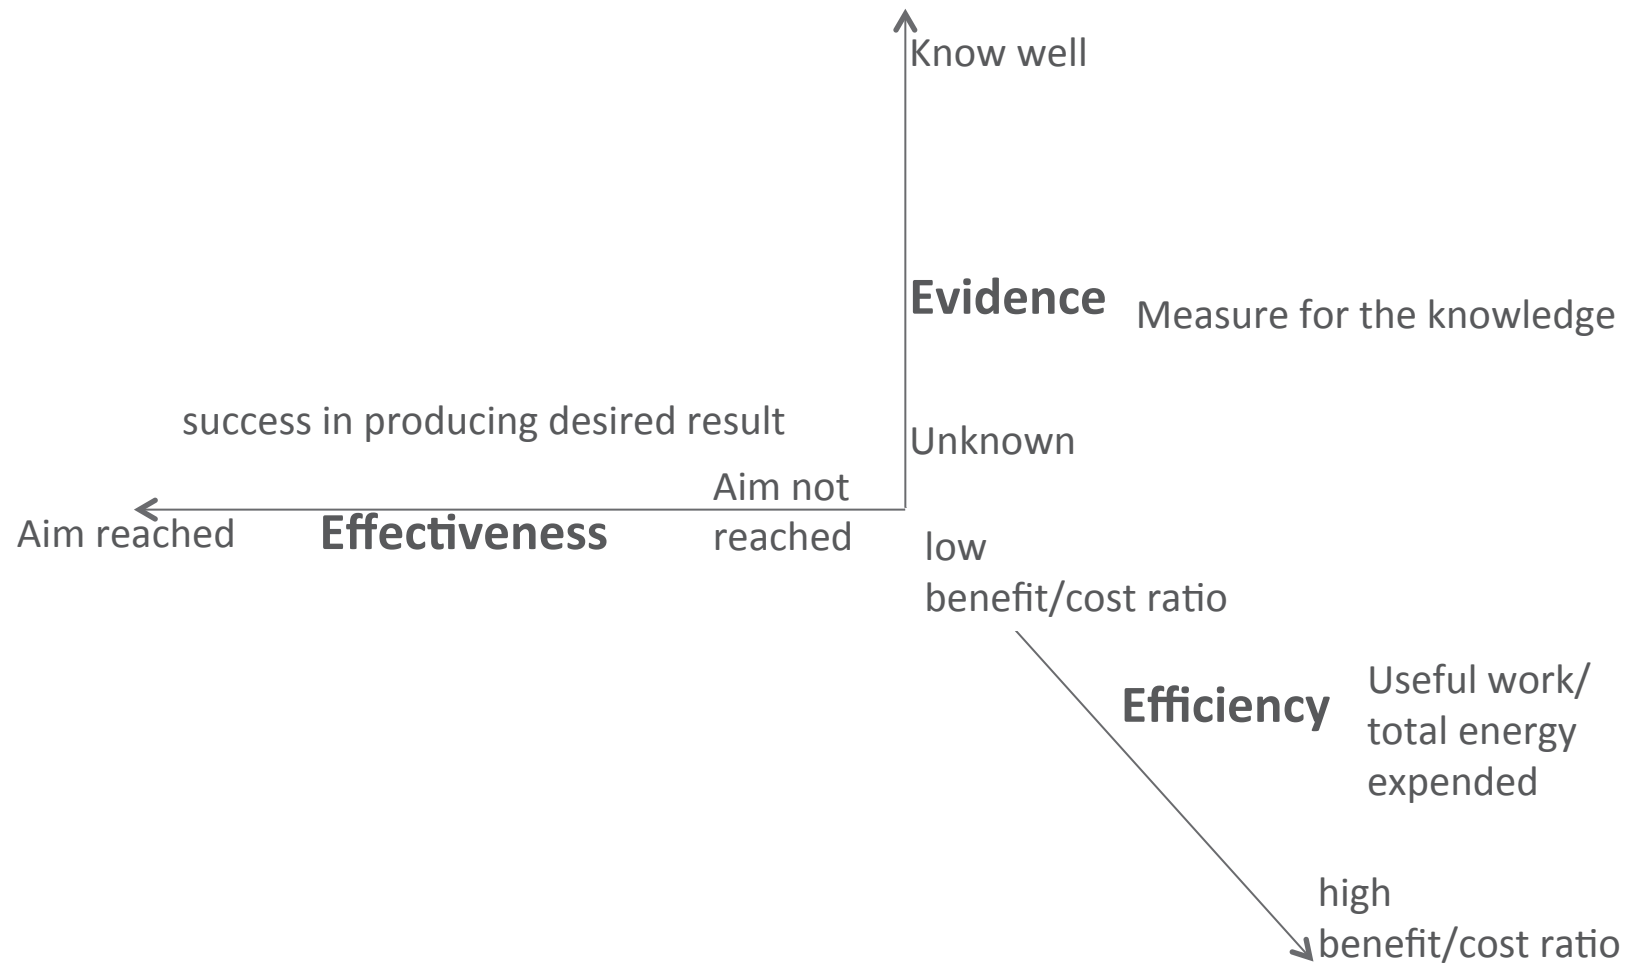 Know well
Evidence
Measure for the knowledge
success in producing desired result
Unknown
Aim not
reached
Aim reached
Effectiveness
low
benefit/cost ratio
Efficiency
Useful work/
total energy
expended
high
benefit/cost ratio